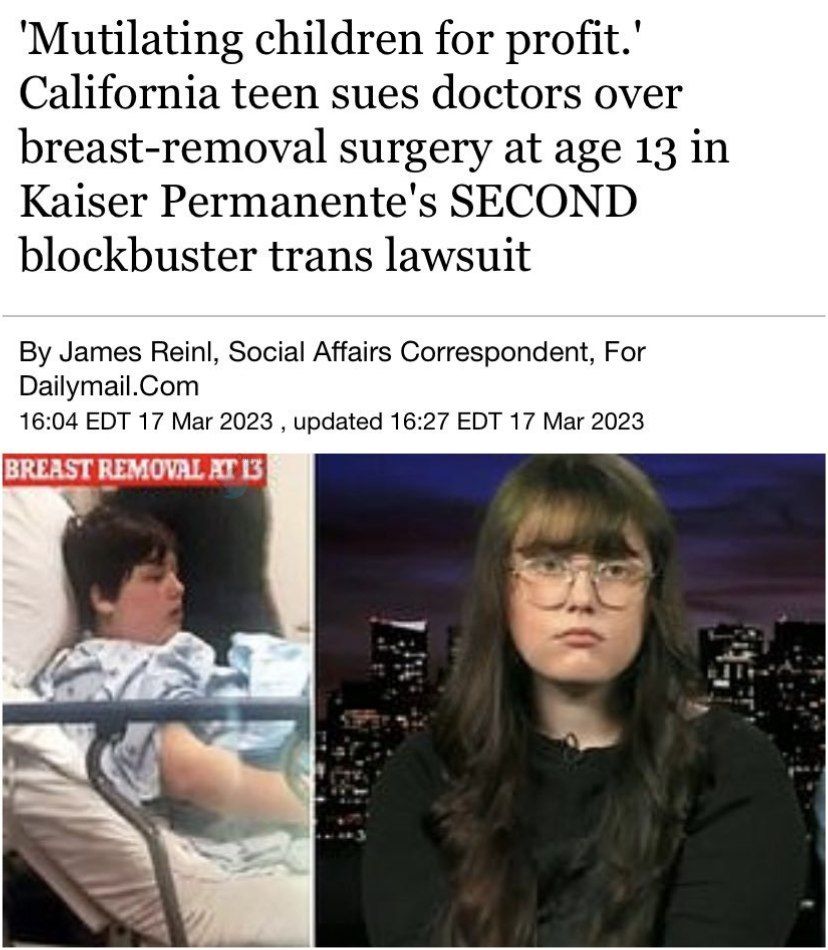 'Mutilating children for profit.'
California teen sues doctors over
breast-removal surgery at age 13 in
Kaiser Permanente's SECOND
blockbuster trans lawsuit
By James Reinl, Social Affairs Correspondent, For
Dailymail.Com
16:04 EDT 17 Mar 2023 , updated 16:27 EDT 17 Mar 2023
BREAST REMOVAL AT 13